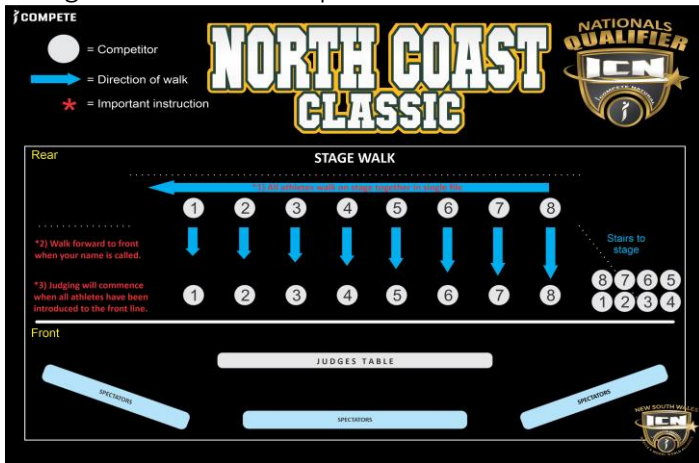 COMPETE
= Competitor
= Direction of walk
* = Important instruction
NORTH COAST
CLASSIC
NATIONALS
QUALIFIER
ICN
I COMPETE NATURAL
Rear
STAGE WALK
*1) All athletes walk on stage together in single file
1 2 3 4 5 6 7 8
*2) Walk forward to front
when your name is called.
Stairs to
stage
*3) Judging will commence
when all athletes have been
introduced to the front line.
1 2 3 4 5 6 7 8
8 7 6 5
1 2 3 4
Front
JUDGES TABLE
SPECTATORS
SPECTATORS
SPECTATORS
NEW SOUTH WALES
ICN